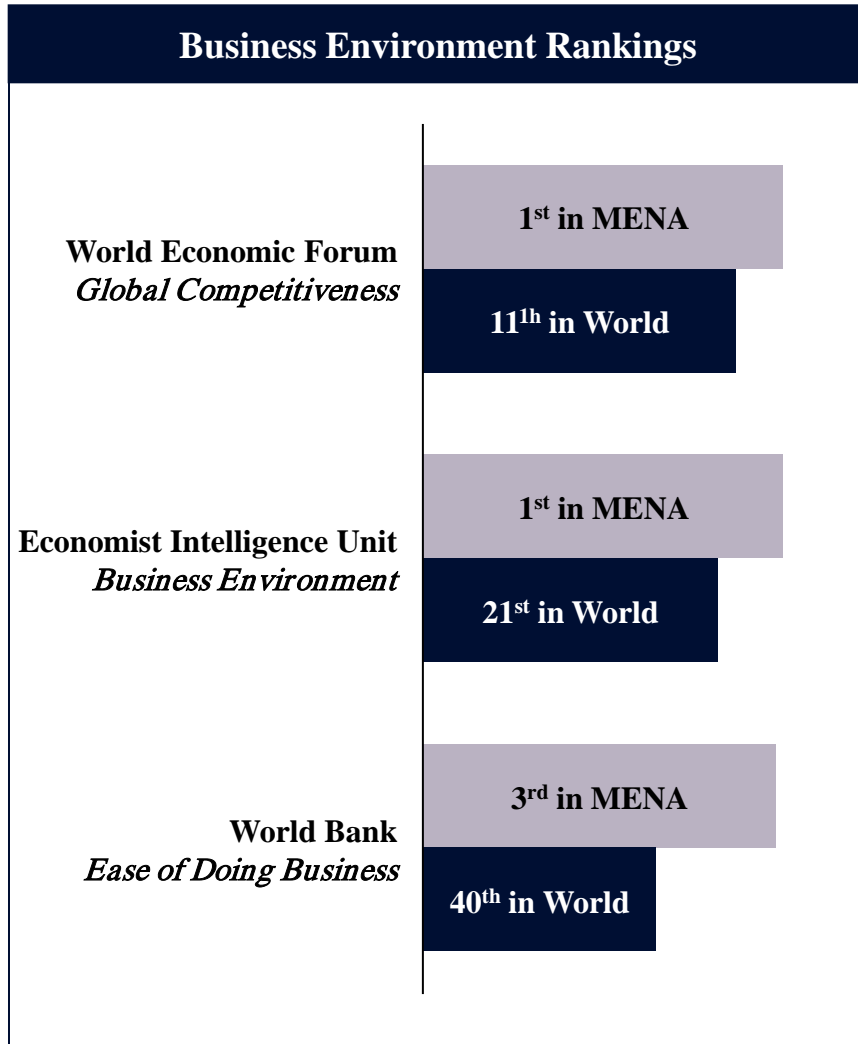 Business Environment Rankings
1st in MENA
World Economic Forum
Global Competitiveness
111h in World
1st in MENA
Economist Intelligence Unit
Business Environment
21st in World
3rd in MENA
World Bank
Ease of Doing Business
40th in World